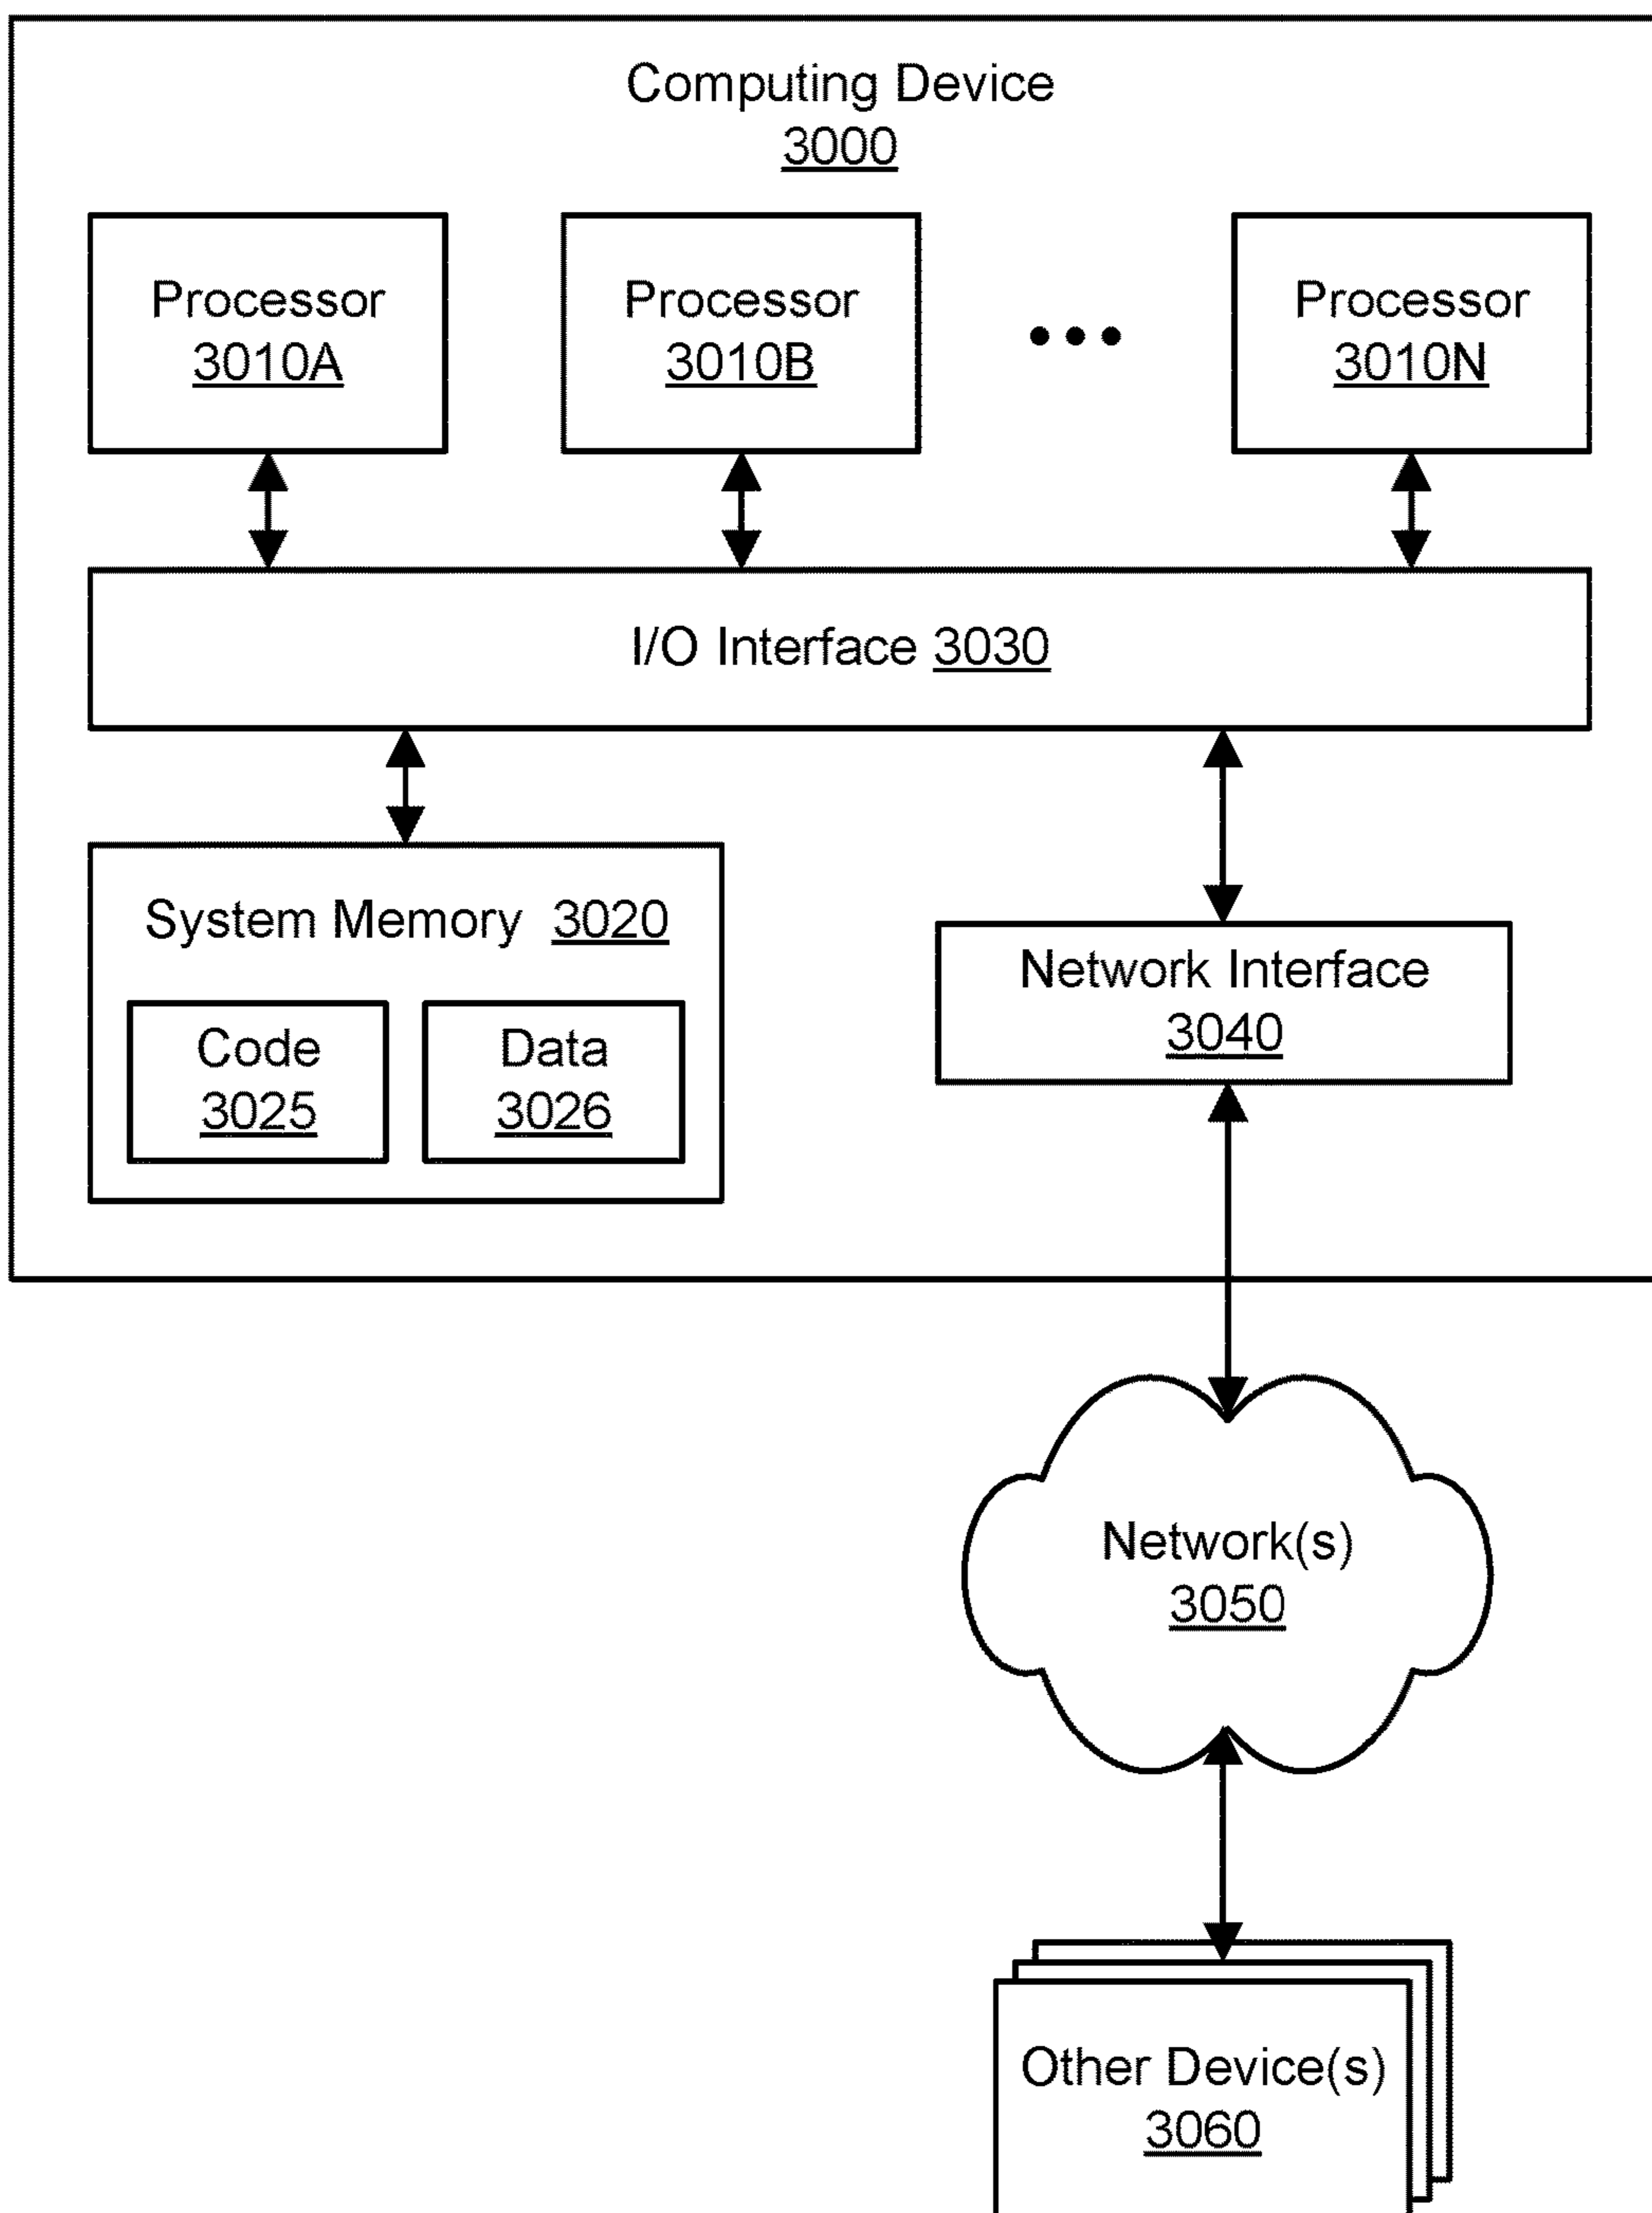 Computing Device
3000
Processor
3010A
Processor
3010B
Processor
3010N
I/O Interface 3030
System Memory 3020
Code
3025
Data
3026
Network Interface
3040
Network(s)
3050
Other Device(s)
3060